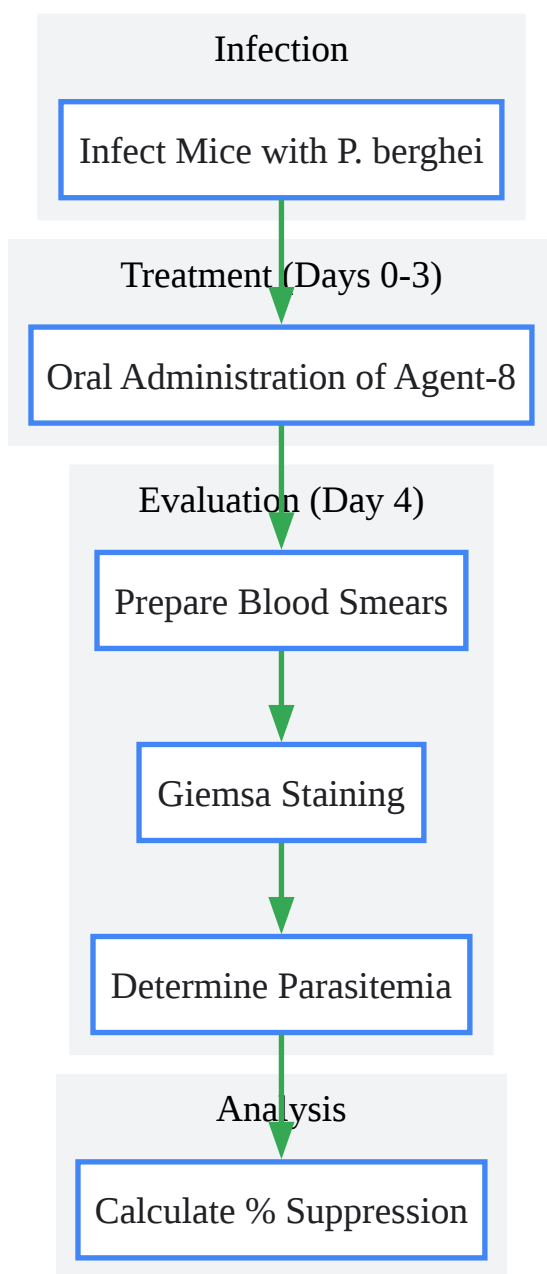 Infection
Infect Mice with P. berghei
Treatment (Days 0-3)
Oral Administration of Agent-8
Evaluation (Day 4)
Prepare Blood Smears
Giemsa Staining
Determine Parasitemia
Analysis
Calculate % Suppression